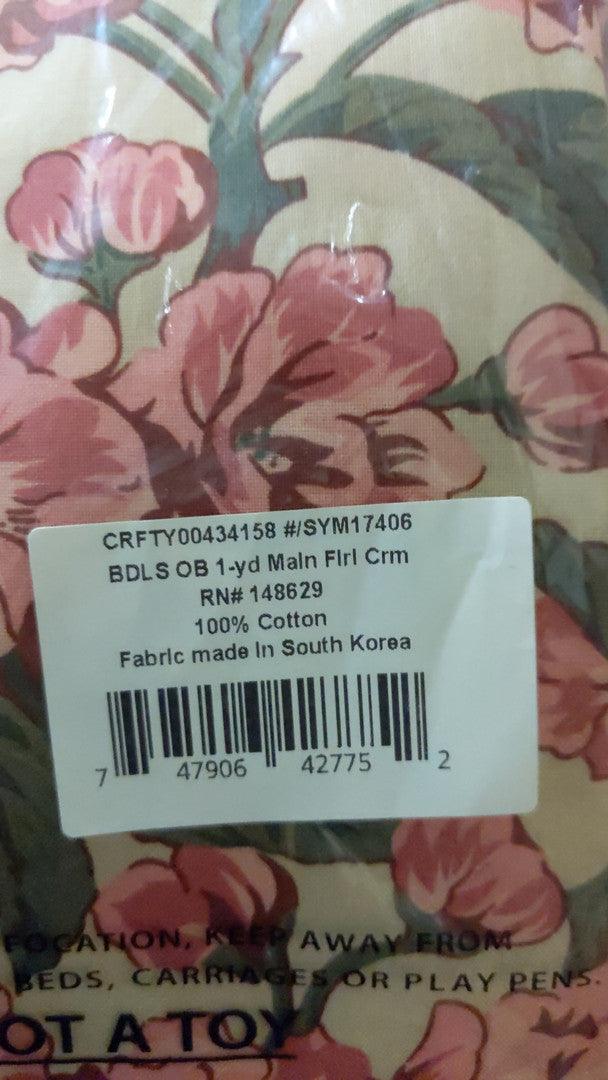 CRFTY00434158 #/SYM17406
BDLS OB 1-yd Main Flrl Crm
RN# 148629
100% Cotton
Fabric made in South Korea
7 47906 42775 2
FOCATION, KEEP AWAY FROM
BEDS, CARRIAGES OR PLAY PENS.
OT A TOY